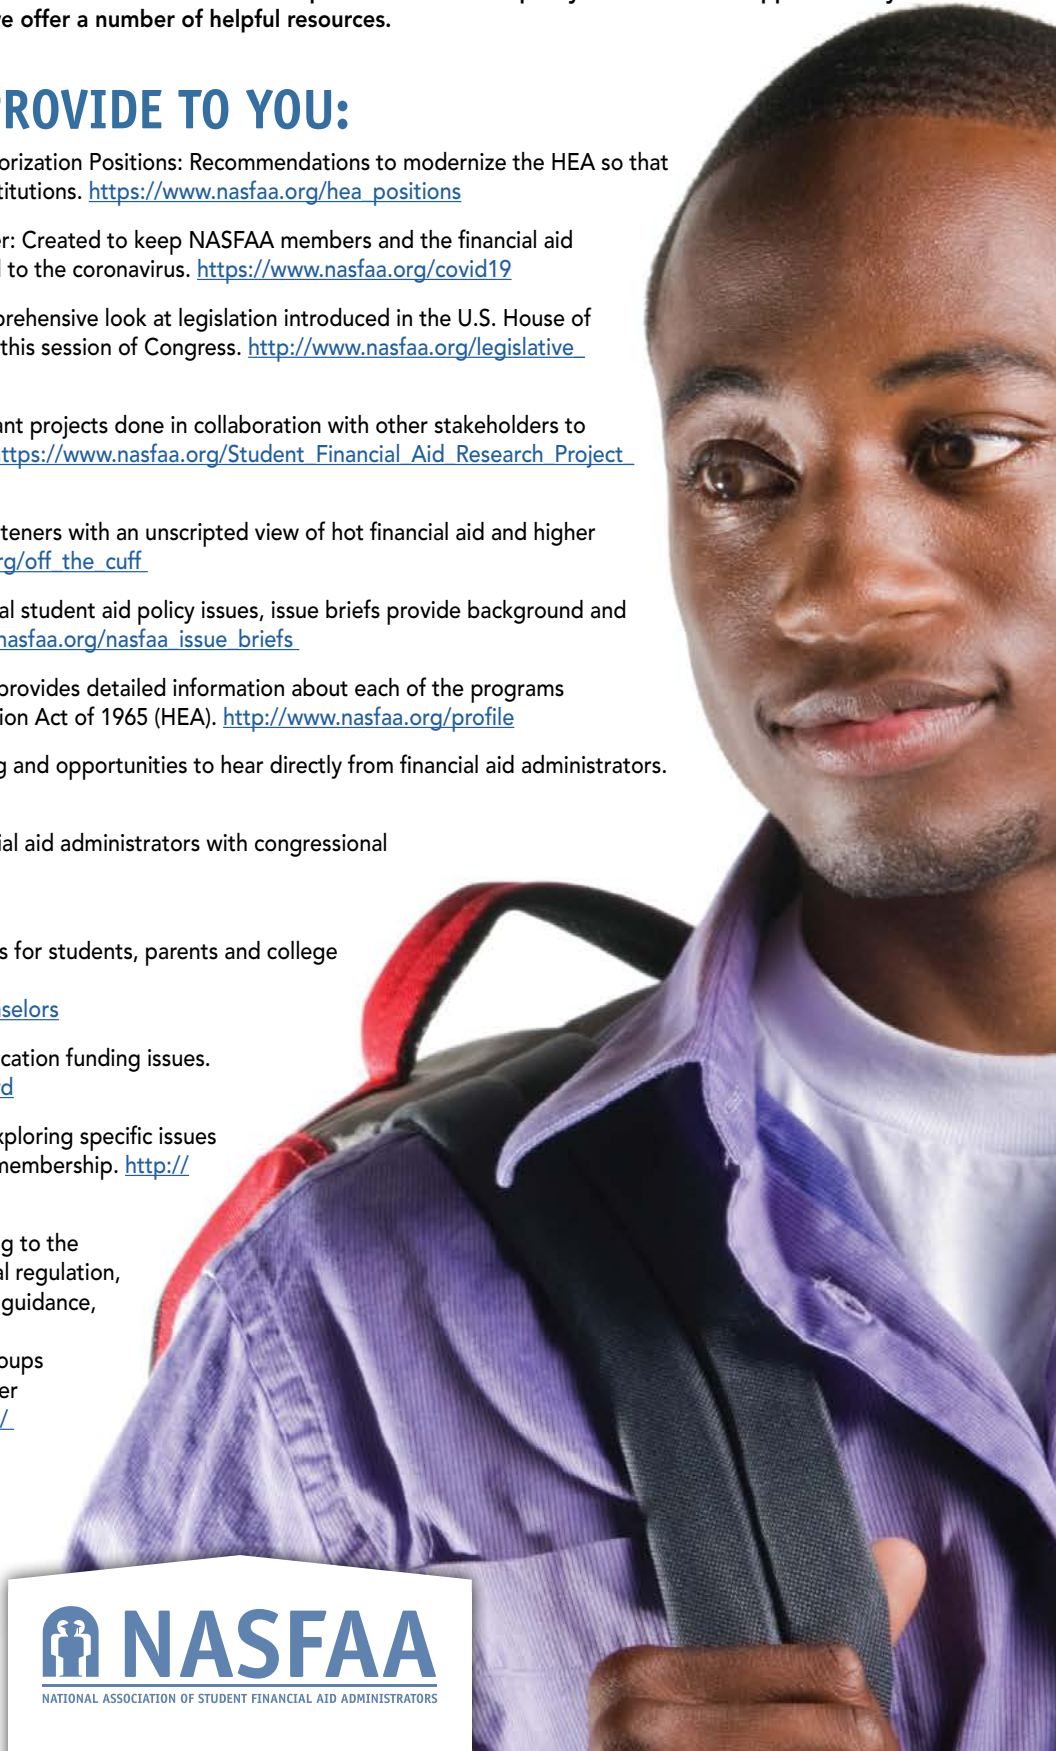 e offer a number of helpful resources.
ROVIDE TO YOU:
orization Positions: Recommendations to modernize the HEA so that
titutions. https://www.nasfaa.org/hea_positions
er: Created to keep NASFAA members and the financial aid
to the coronavirus. https://www.nasfaa.org/covid19
prehensive look at legislation introduced in the U.S. House of
this session of Congress. http://www.nasfaa.org/legislative_
ant projects done in collaboration with other stakeholders to
ttps://www.nasfaa.org/Student_Financial_Aid_Research_Project_
teners with an unscripted view of hot financial aid and higher
rg/off_the_cuff
al student aid policy issues, issue briefs provide background and
nasfaa.org/nasfaa_issue_briefs
provides detailed information about each of the programs
ion Act of 1965 (HEA). http://www.nasfaa.org/profile
g and opportunities to hear directly from financial aid administrators.
ial aid administrators with congressional
s for students, parents and college
selors
cation funding issues.
d
xploring specific issues
membership. http://
g to the
al regulation,
guidance,
oups
er
/
NASFAA
NATIONAL ASSOCIATION OF STUDENT FINANCIAL AID ADMINISTRATORS